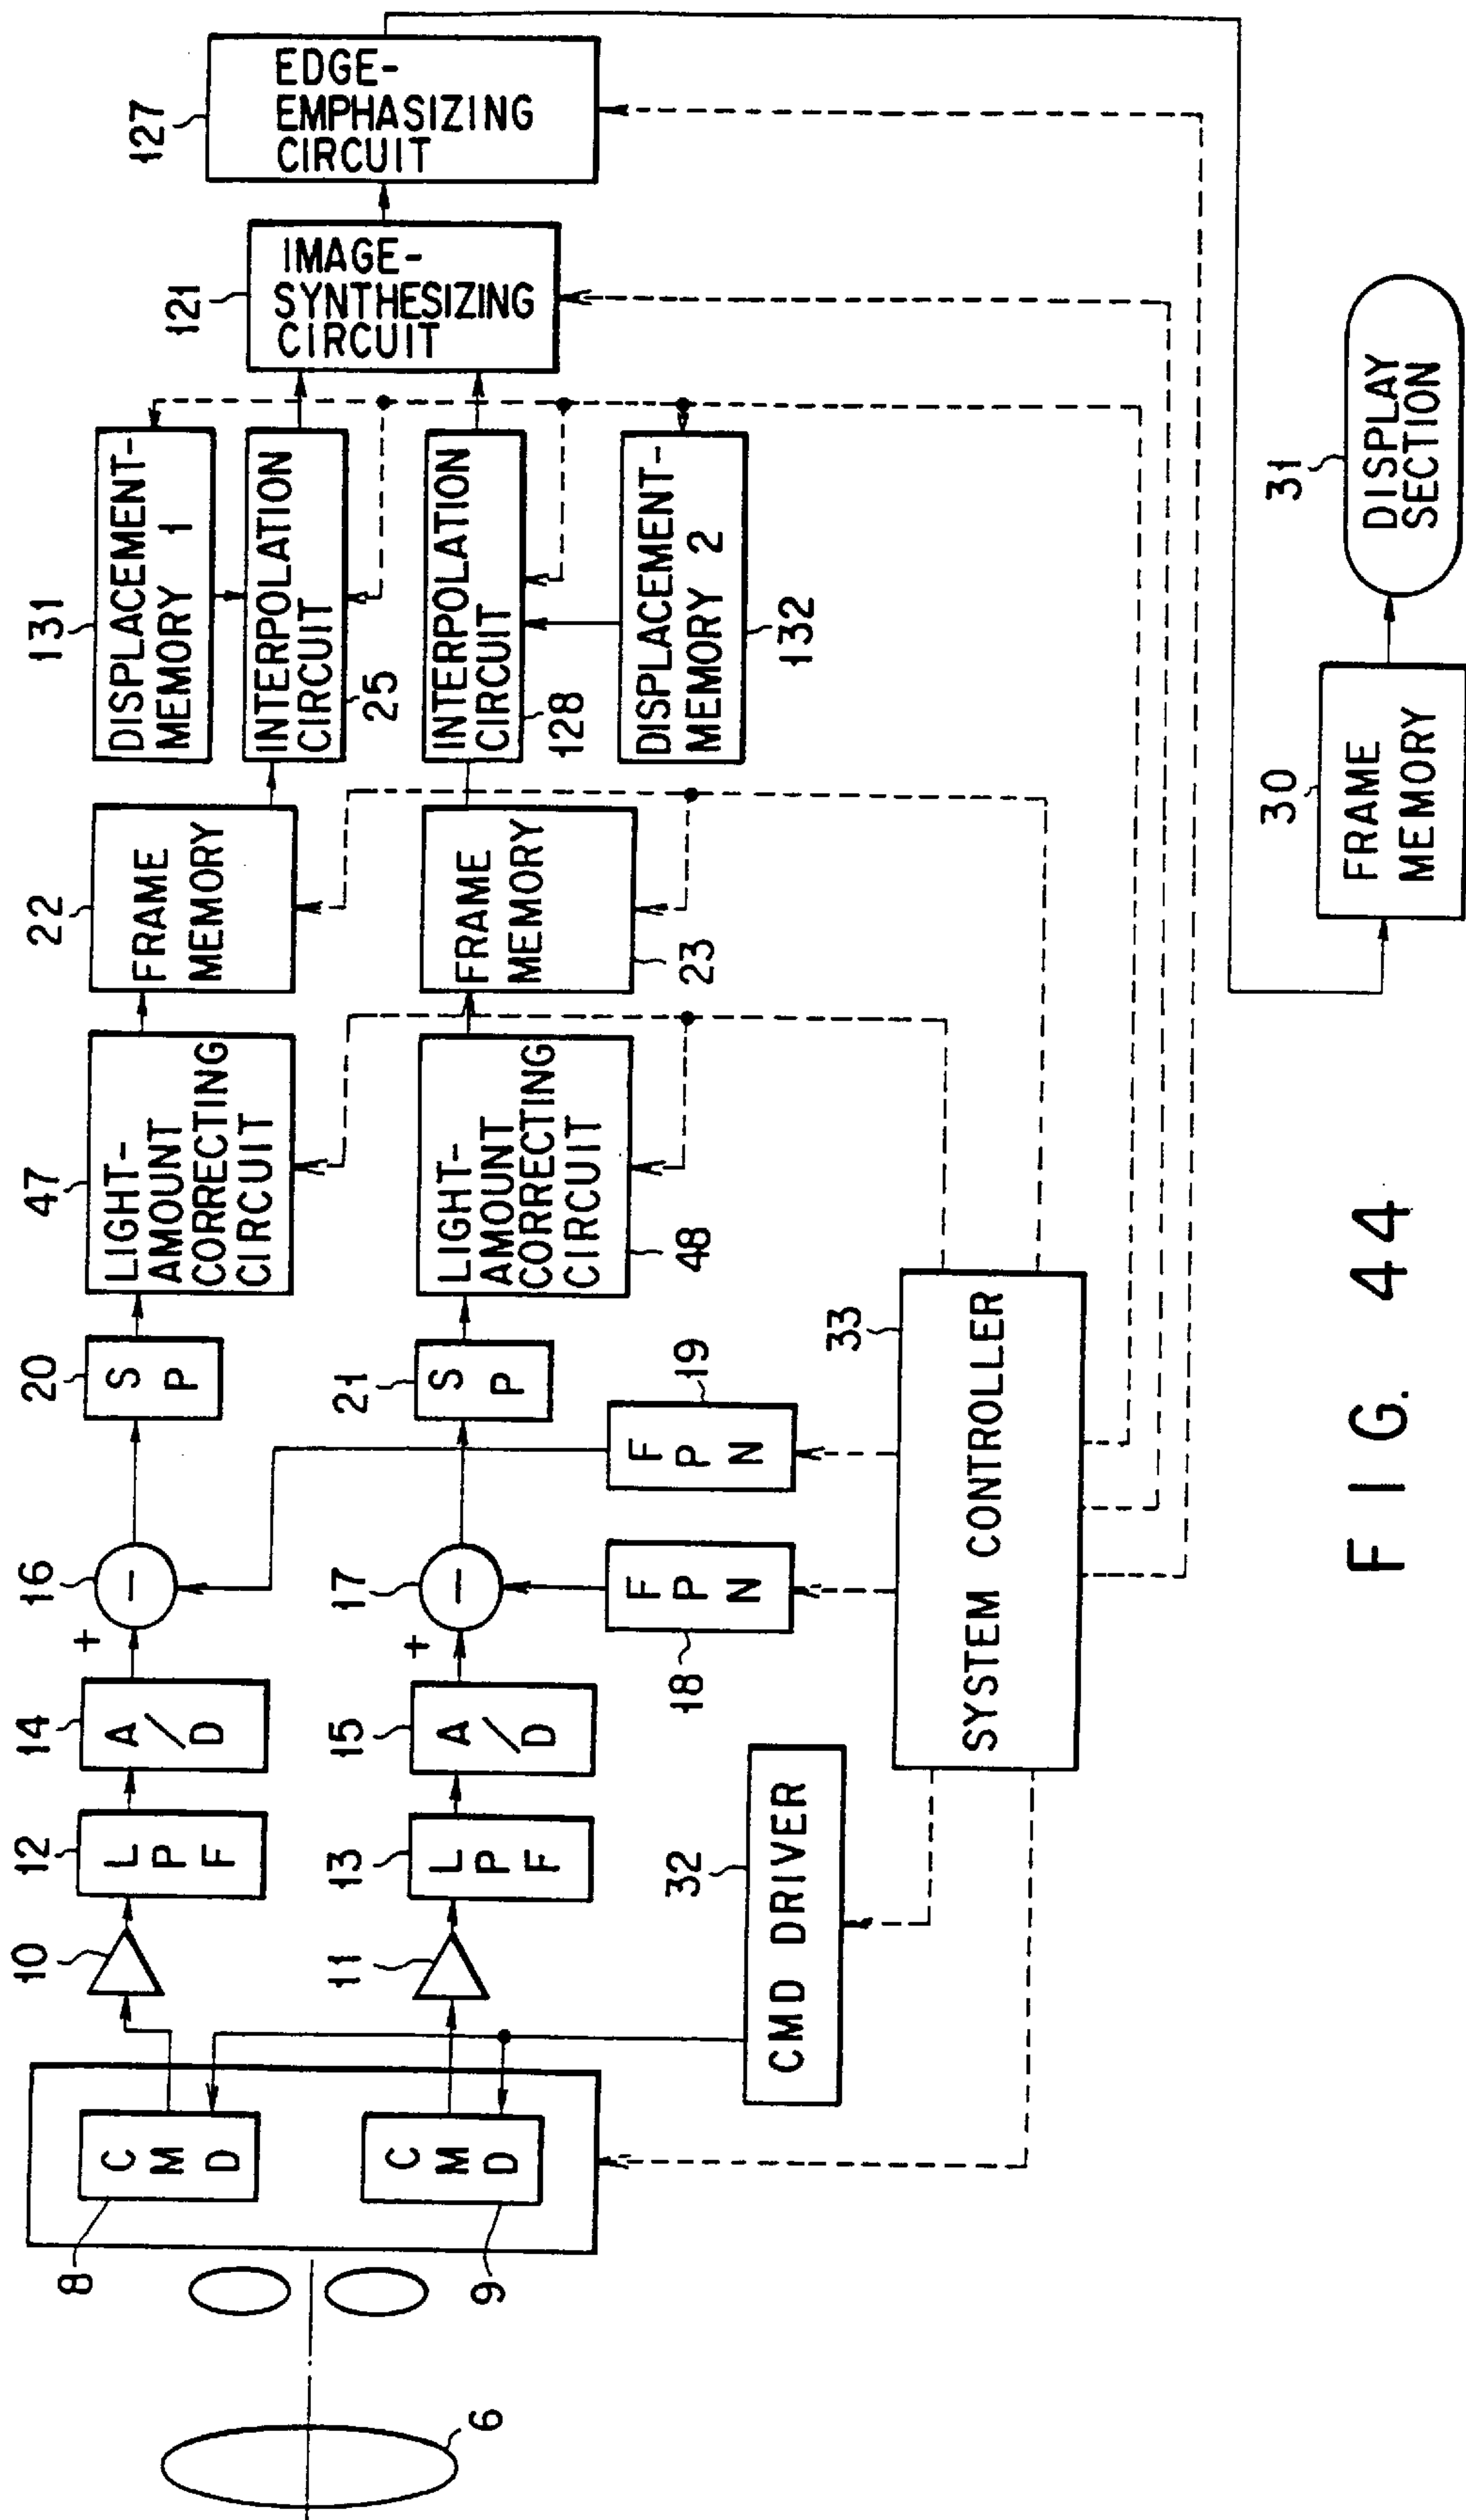 127
EDGE-
EMPHASIZING
CIRCUIT
121
IMAGE-
SYNTHESIZING
CIRCUIT
131
DISPLACEMENT-
MEMORY 1
INTERPOLATION
CIRCUIT
25
INTERPOLATION
CIRCUIT
128
DISPLACEMENT-
MEMORY 2
132
22
FRAME
MEMORY
FRAME
MEMORY
23
47
LIGHT-
AMOUNT
CORRECTING
CIRCUIT
LIGHT-
AMOUNT
CORRECTING
CIRCUIT
48
20
S
P
21
S
P
16
+
−
17
+
−
19
F
P
N
18
F
P
N
14
A/D
15
A/D
12
L
P
F
13
L
P
F
10
11
32
CMD DRIVER
33
SYSTEM CONTROLLER
8
C
M
D
9
C
M
D
6
30
FRAME
MEMORY
31
DISPLAY
SECTION
FIG. 44